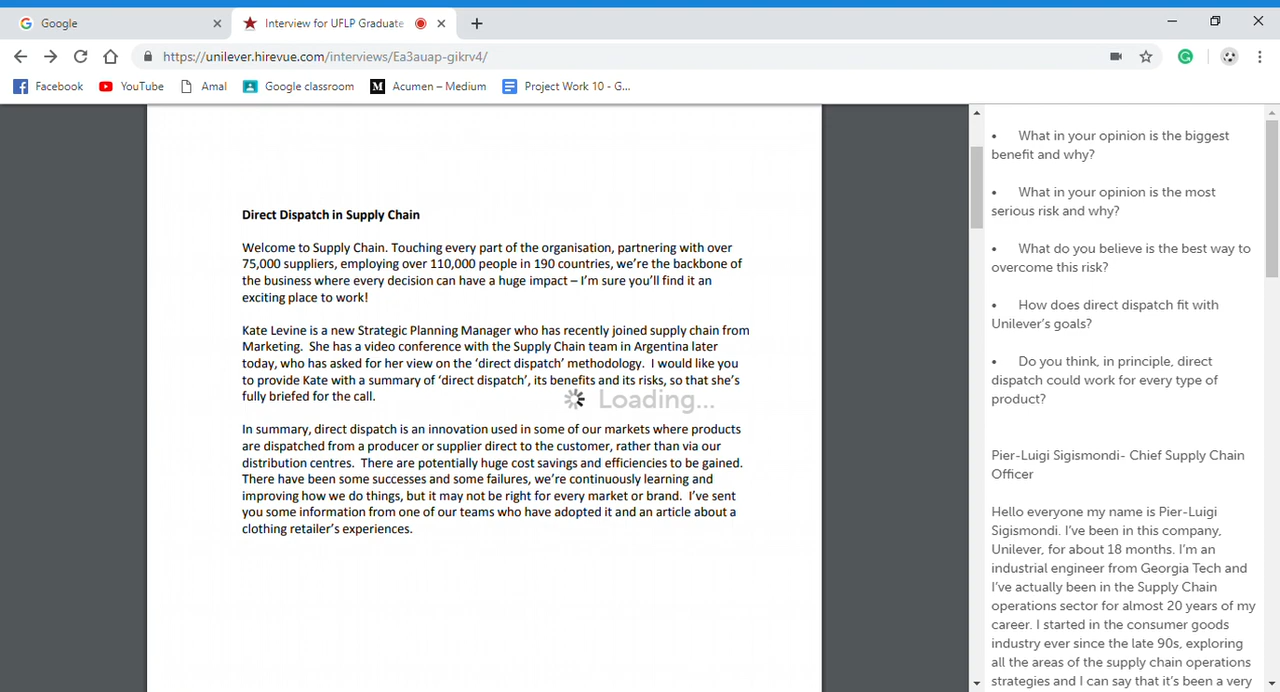 Google
Interview for UFLP Graduate
https://unilever.hirevue.com/interviews/Ea3auap-gikrv4/
Facebook
YouTube
Amal
Google classroom
M
Acumen – Medium
Project Work 10 - G...
Direct Dispatch in Supply Chain
Welcome to Supply Chain. Touching every part of the organisation, partnering with over
75,000 suppliers, employing over 110,000 people in 190 countries, we’re the backbone of
the business where every decision can have a huge impact – I’m sure you’ll find it an
exciting place to work!
Kate Levine is a new Strategic Planning Manager who has recently joined supply chain from
Marketing. She has a video conference with the Supply Chain team in Argentina later
today, who has asked for her view on the ‘direct dispatch’ methodology. I would like you
to provide Kate with a summary of ‘direct dispatch’, its benefits and its risks, so that she’s
fully briefed for the call.
Loading...
In summary, direct dispatch is an innovation used in some of our markets where products
are dispatched from a producer or supplier direct to the customer, rather than via our
distribution centres. There are potentially huge cost savings and efficiencies to be gained.
There have been some successes and some failures, we’re continuously learning and
improving how we do things, but it may not be right for every market or brand. I’ve sent
you some information from one of our teams who have adopted it and an article about a
clothing retailer’s experiences.
• What in your opinion is the biggest
benefit and why?
• What in your opinion is the most
serious risk and why?
• What do you believe is the best way to
overcome this risk?
• How does direct dispatch fit with
Unilever’s goals?
• Do you think, in principle, direct
dispatch could work for every type of
product?
Pier-Luigi Sigismondi- Chief Supply Chain
Officer
Hello everyone my name is Pier-Luigi
Sigismondi. I’ve been in this company,
Unilever, for about 18 months. I’m an
industrial engineer from Georgia Tech and
I’ve actually been in the Supply Chain
operations sector for almost 20 years of my
career. I started in the consumer goods
industry ever since the late 90s, exploring
all the areas of the supply chain operations
strategies and I can say that it’s been a very